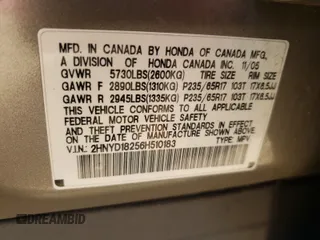 MFD. IN CANADA BY HONDA OF CANADA MFG.,
A DIVISION OF HONDA CANADA INC. 11/05
GVWR 5730LBS(2600KG) TIRE SIZE RIM SIZE
GAWR F 2890LBS(1310KG) P235/65R17 103T 17X6.5JJ
GAWR R 2945LBS(1335KG) P235/65R17 103T 17X6.5JJ
THIS VEHICLE CONFORMS TO ALL APPLICABLE
FEDERAL MOTOR VEHICLE SAFETY STANDARDS IN
EFFECT ON THE DATE OF MANUFACTURE SHOWN ABOVE.
V.I.N.: 2HNYD18256H510183 TYPE: MPV
DREAMBID